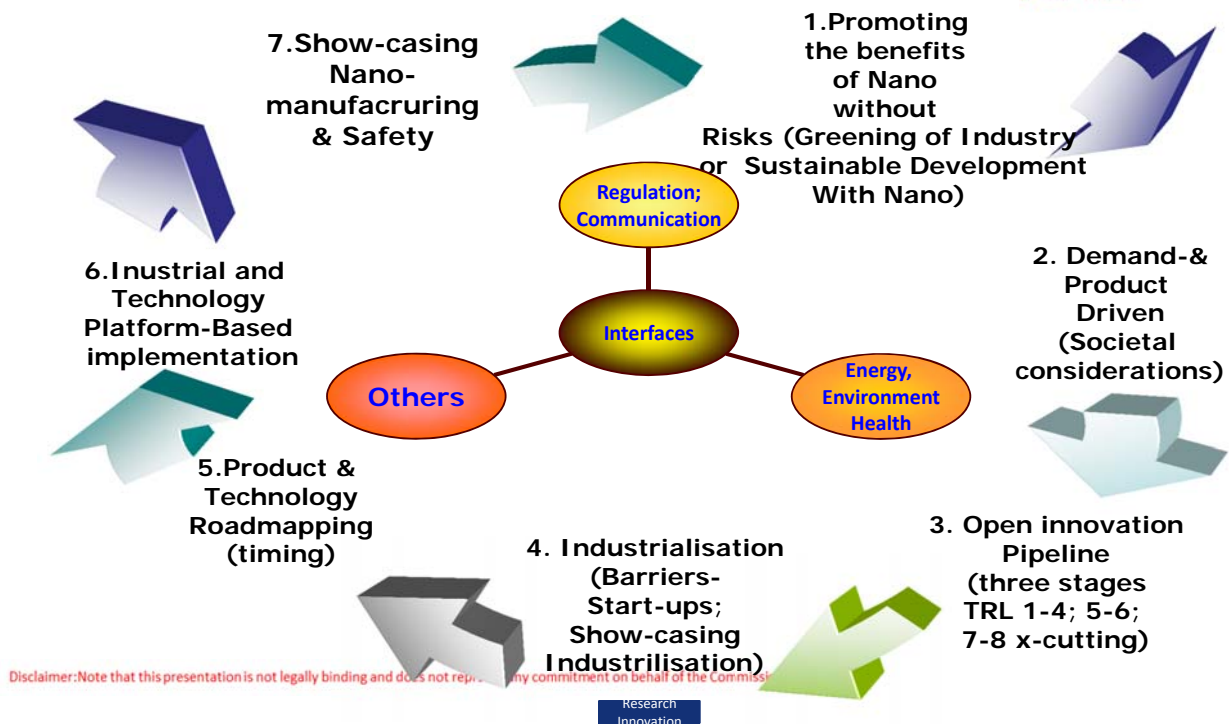 7.Show-casing
Nano-
manufacruring
& Safety
1.Promoting
the benefits
of Nano
without
Risks (Greening of Industry
or Sustainable Development
With Nano)
Regulation;
Communication
2. Demand-&
Product
Driven
(Societal
considerations)
6.Inustrial and
Technology
Platform-Based
implementation
Interfaces
Others
Energy,
Environment
Health
5.Product &
Technology
Roadmapping
(timing)
3. Open innovation
Pipeline
(three stages
TRL 1-4; 5-6;
7-8 x-cutting)
4. Industrialisation
(Barriers-
Start-ups;
Show-casing
Industrilisation)
Disclaimer:Note that this presentation is not legally binding and does not any commitment on behalf of the
Research
Innovation